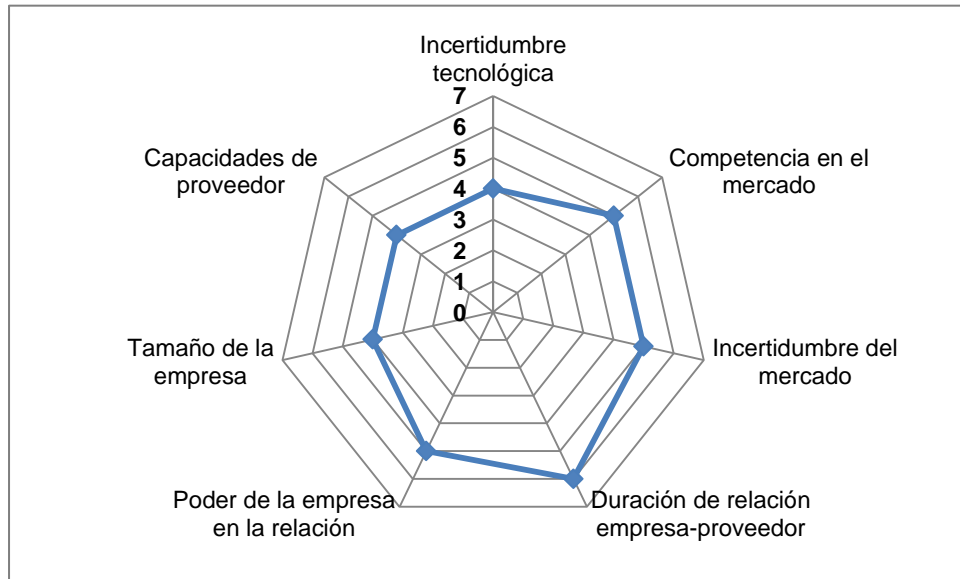 Incertidumbre
tecnológica
7
6
5
4
3
2
1
0
Competencia en el
mercado
Incertidumbre del
mercado
Duración de relación
empresa-proveedor
Poder de la empresa
en la relación
Tamaño de la
empresa
Capacidades de
proveedor